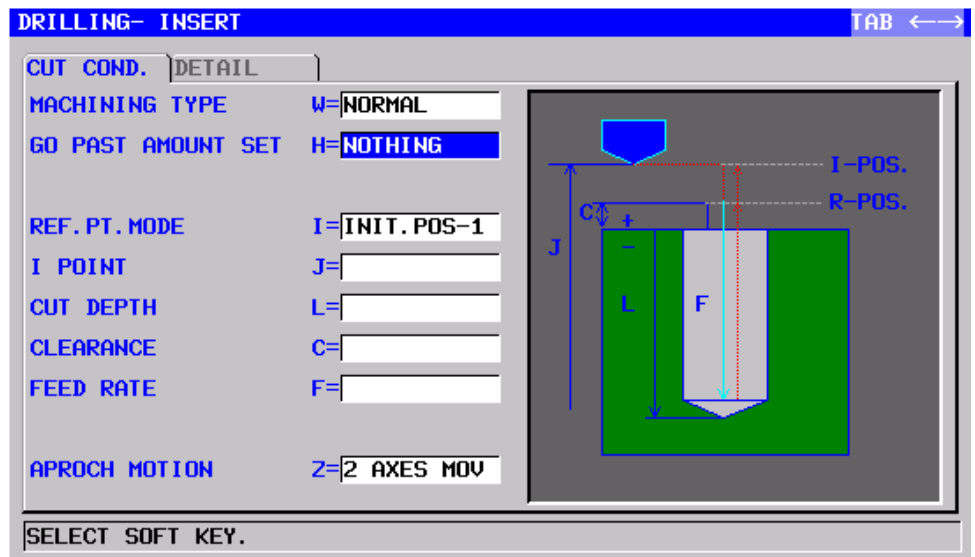 DRILLING- INSERT TAB ←→
CUT COND. DETAIL
MACHINING TYPE W=NORMAL
GO PAST AMOUNT SET H=NOTHING
REF.PT.MODE I=INIT.POS-1
I POINT J=
CUT DEPTH L=
CLEARANCE C=
FEED RATE F=
APROCH MOTION Z=2 AXES MOV
I-POS.
R-POS.
C
+
J
-
L
F
SELECT SOFT KEY.